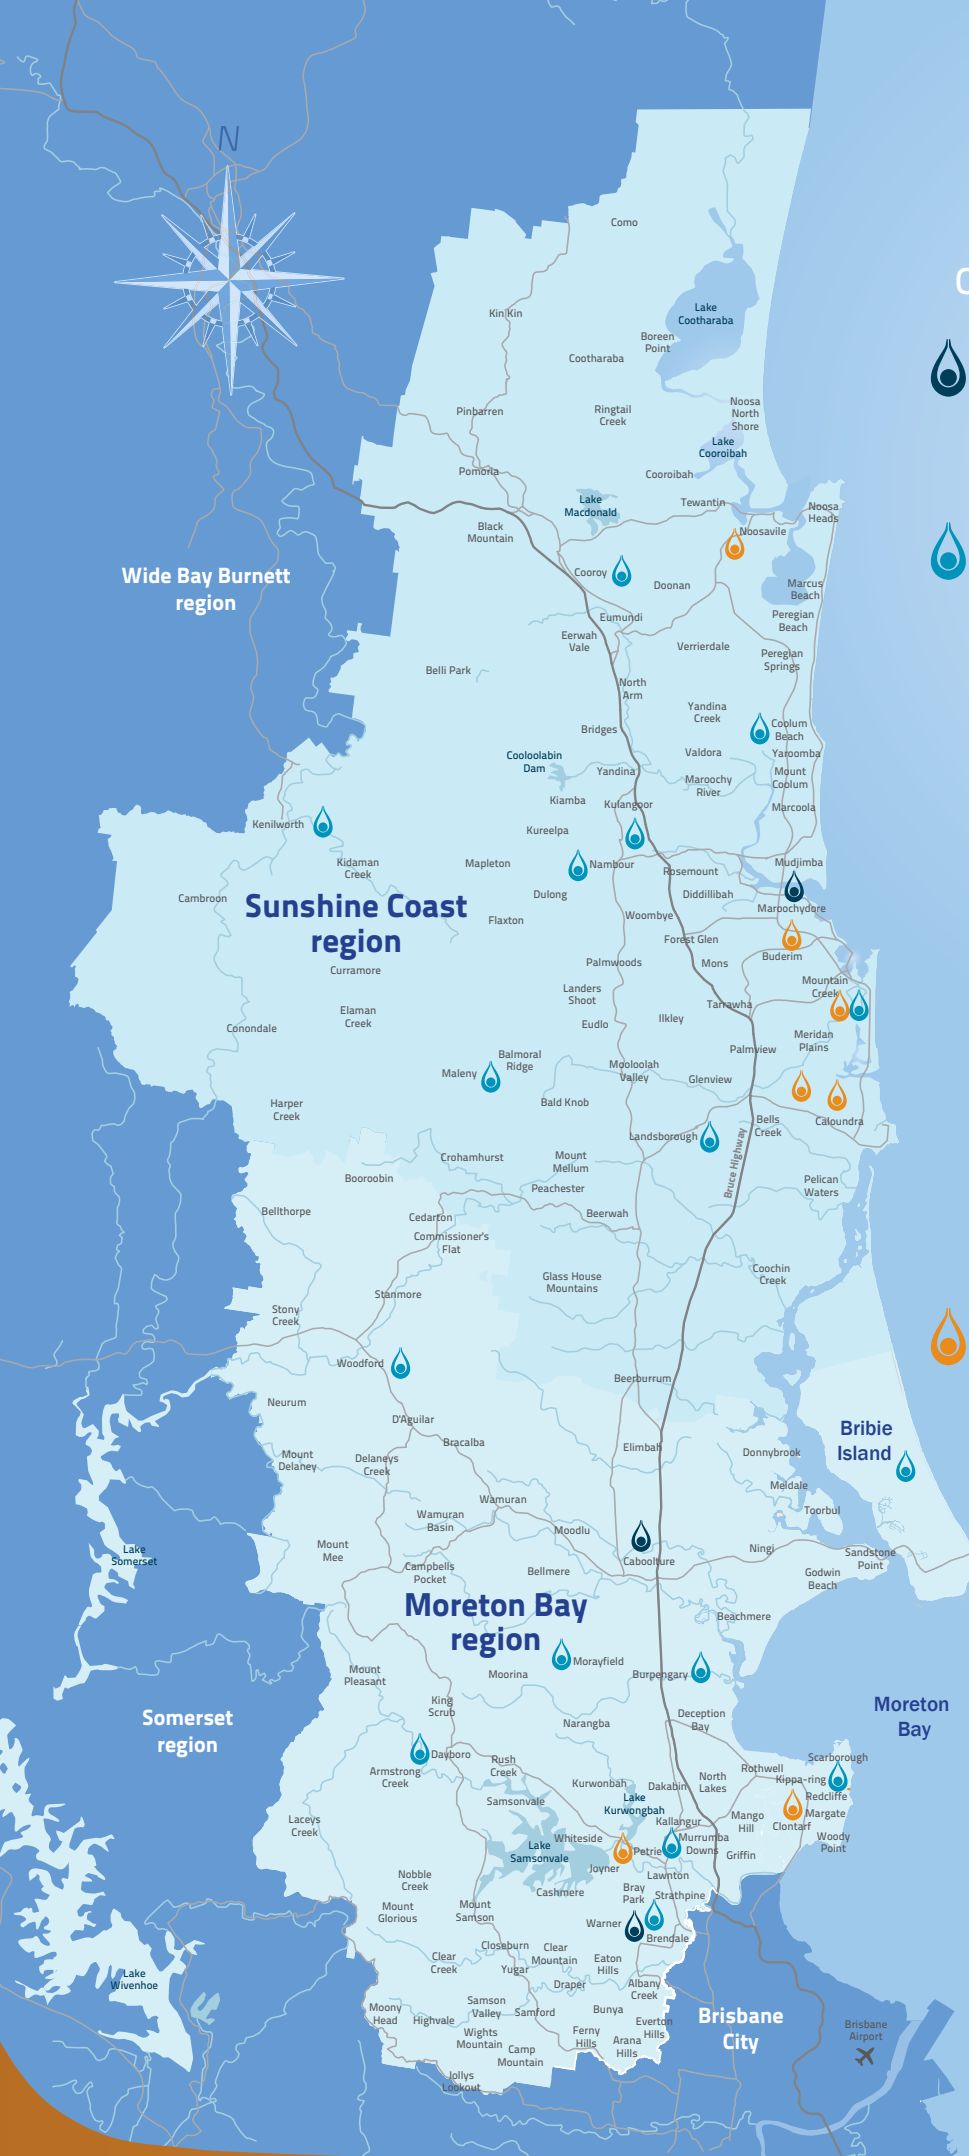 N
Como
Kin Kin
Lake
Cootharaba
Boreen
Point
Cootharaba
Pinbarren
Ringtail
Creek
Noosa
North
Shore
Lake
Cooroibah
Pomona
Cooroibah
Lake
Macdonald
Tewantin
Noosa
Heads
Black
Mountain
Noosaville
Cooroy
Doonan
Marcus
Beach
Wide Bay Burnett
region
Eumundi
Peregian
Beach
Eerwah
Vale
Verrierdale
Peregian
Springs
Belli Park
North
Arm
Yandina
Creek
Bridges
Coolum
Beach
Cooloolabin
Dam
Valdora
Yaroomba
Yandina
Maroochy
River
Mount
Coolum
Kiamba
Kulangoor
Marcoola
Kenilworth
Kureelpa
Kidaman
Creek
Mapleton
Nambour
Rosemount
Mudjimba
Cambroon
Dulong
Diddillibah
Sunshine Coast
region
Flaxton
Woombye
Maroochydore
Forest Glen
Curramore
Palmwoods
Mons
Buderim
Landers
Shoot
Mountain
Creek
Elaman
Creek
Tanawha
Conondale
Eudlo
Ilkley
Meridan
Plains
Balmoral
Ridge
Palmview
Maleny
Mooloolah
Valley
Glenview
Harper
Creek
Bald Knob
Bells
Creek
Caloundra
Landsborough
Bruce Highway
Crohamhurst
Mount
Mellum
Booroobin
Peachester
Pelican
Waters
Bellthorpe
Cedarton
Beerwah
Commissioner's
Flat
Glass House
Mountains
Coochin
Creek
Stanmore
Stony
Creek
Woodford
Beerburrum
Neurum
D'Aguilar
Bribie
Island
Bracalba
Elimbah
Mount
Delaney
Delaneys
Creek
Donnybrook
Meldale
Wamuran
Toorbul
Wamuran
Basin
Moodlu
Mount
Mee
Lake
Somerset
Caboolture
Ningi
Sandstone
Point
Campbells
Pocket
Bellmere
Godwin
Beach
Moreton Bay
region
Beachmere
Morayfield
Mount
Pleasant
Moorina
Burpengary
King
Scrub
Moreton
Bay
Somerset
region
Narangba
Deception
Bay
Dayboro
Rush
Creek
Scarborough
Armstrong
Creek
Rothwell
Kippa-ring
Kurwonbah
Dakabin
North
Lakes
Samsonvale
Lake
Kurwongbah
Redcliffe
Laceys
Creek
Kallangur
Mango
Hill
Margate
Clontarf
Whiteside
Lake
Samsonvale
Petrie
Murrumba
Downs
Woody
Point
Griffin
Joyner
Nobble
Creek
Lawnton
Cashmere
Bray
Park
Strathpine
Mount
Glorious
Mount
Samson
Warner
Brendale
Closeburn
Clear
Mountain
Clear
Creek
Yugar
Eaton
Hills
Lake
Wivenhoe
Draper
Albany
Creek
Moony
Head
Highvale
Samson
Valley
Samford
Bunya
Everton
Hills
Brisbane
City
Brisbane
Airport
Wights
Mountain
Ferny
Hills
Arana
Hills
Camp
Mountain
Jollys
Lookout